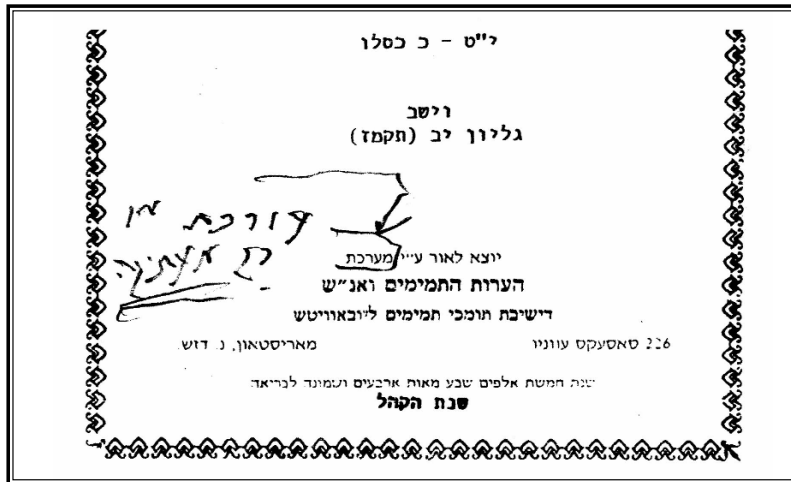 י"ט - כ כסלו
וישב
גליון יב (תקמז)
יוצא לאור ע"י מערכת
הערות התמימים ואנ"ש
דישיבת תומכי תמימים ליובאוויטש
226 סאסעקס עווניו מאריסטאון, נ. דזש.
שנת חמשת אלפים שבע מאות ארבעים ושמונה לבריאה
שנת הקהל